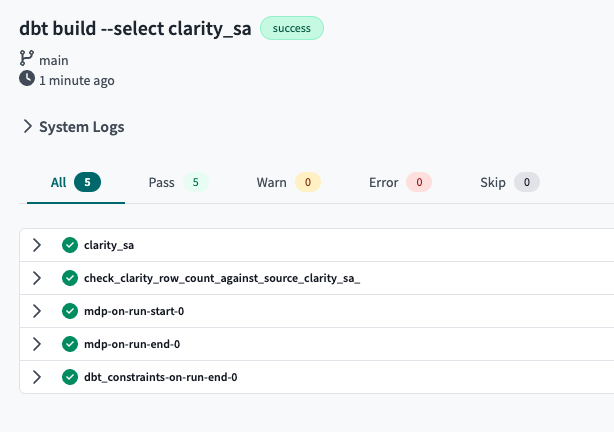 dbt build --select clarity_sa success
main
1 minute ago
System Logs
All 5 Pass 5 Warn 0 Error 0 Skip 0
clarity_sa
check_clarity_row_count_against_source_clarity_sa_
mdp-on-run-start-0
mdp-on-run-end-0
dbt_constraints-on-run-end-0